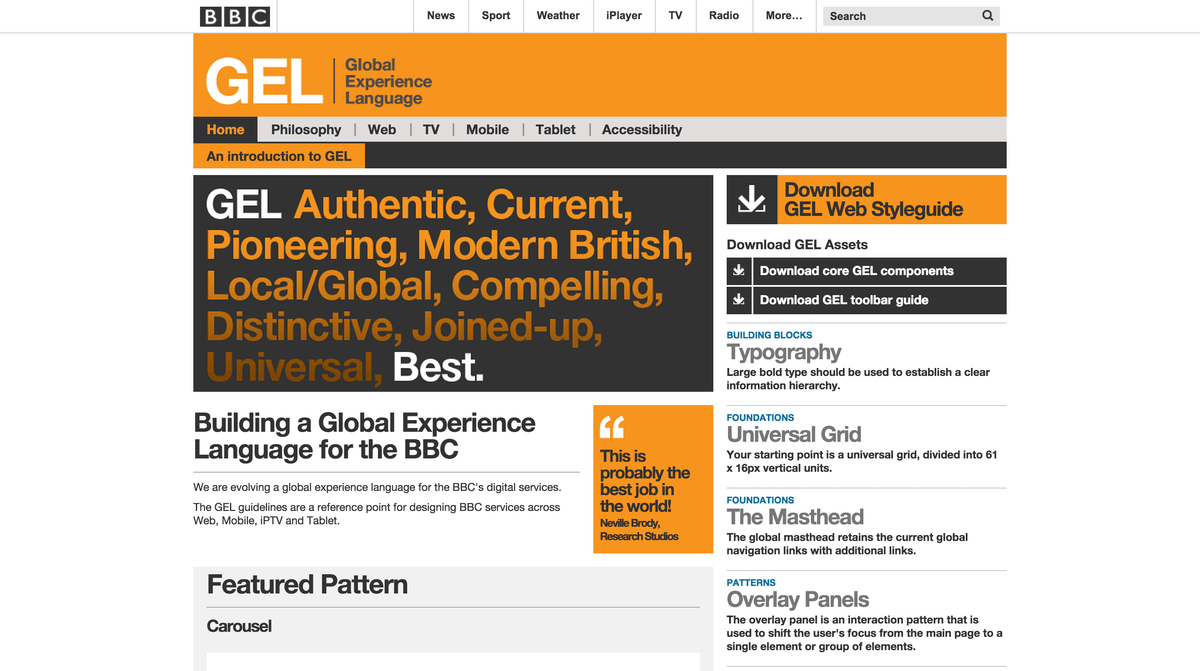 BBC
News
Sport
Weather
iPlayer
TV
Radio
More...
Search
GEL
Global
Experience
Language
Home
Philosophy
Web
TV
Mobile
Tablet
Accessibility
An introduction to GEL
GEL Authentic, Current,
Pioneering, Modern British,
Local/Global, Compelling,
Distinctive, Joined-up,
Universal, Best.
Building a Global Experience
Language for the BBC
We are evolving a global experience language for the BBC's digital services.
The GEL guidelines are a reference point for designing BBC services across
Web, Mobile, iPTV and Tablet.
“
This is
probably the
best job in
the world!
Neville Brody,
Research Studios
Featured Pattern
Carousel
Download
GEL Web Styleguide
Download GEL Assets
Download core GEL components
Download GEL toolbar guide
BUILDING BLOCKS
Typography
Large bold type should be used to establish a clear
information hierarchy.
FOUNDATIONS
Universal Grid
Your starting point is a universal grid, divided into 61
x 16px vertical units.
FOUNDATIONS
The Masthead
The global masthead retains the current global
navigation links with additional links.
PATTERNS
Overlay Panels
The overlay panel is an interaction pattern that is
used to shift the user's focus from the main page to a
single element or group of elements.